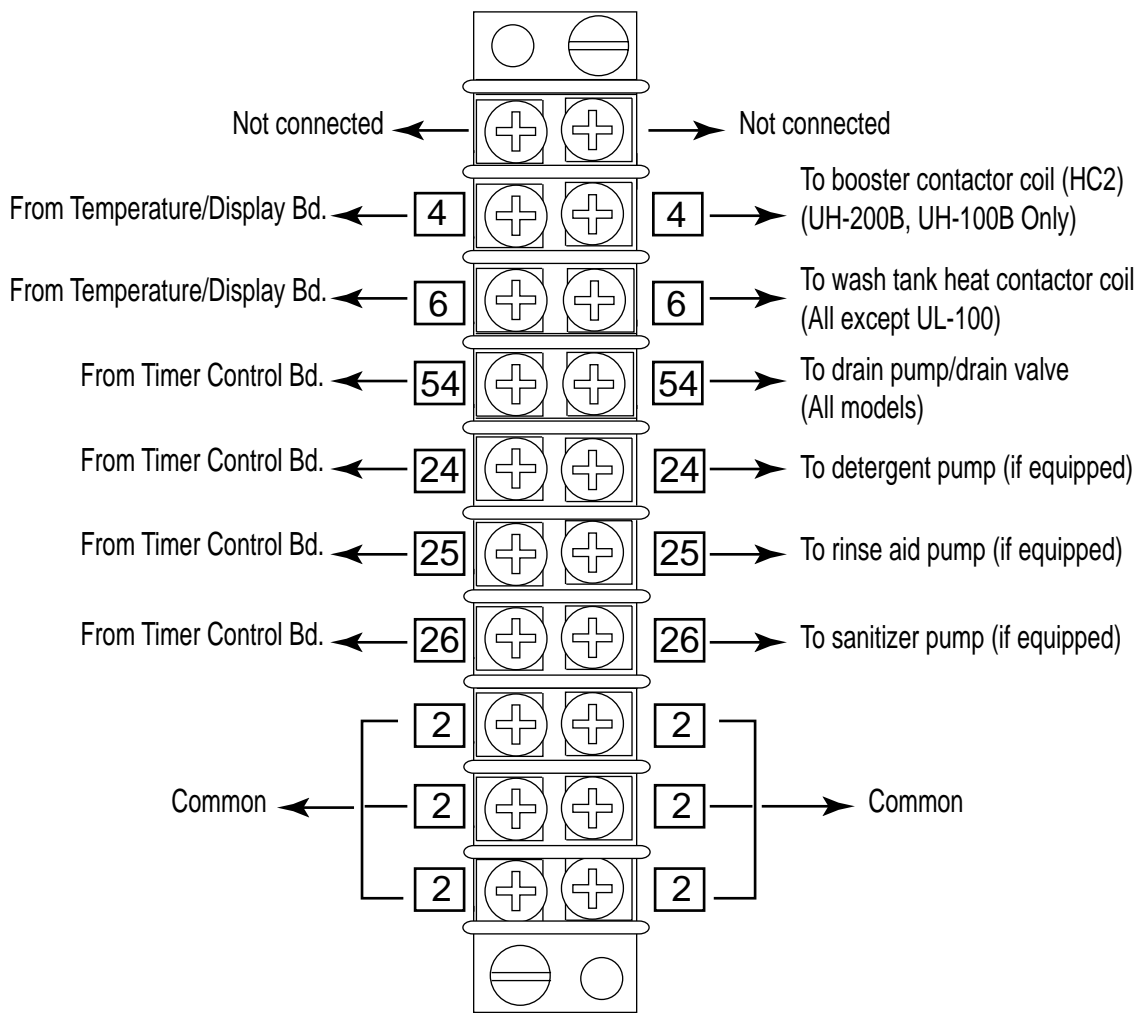 Not connected
Not connected
From Temperature/Display Bd.
4
4
To booster contactor coil (HC2)
(UH-200B, UH-100B Only)
From Temperature/Display Bd.
6
6
To wash tank heat contactor coil
(All except UL-100)
From Timer Control Bd.
54
54
To drain pump/drain valve
(All models)
From Timer Control Bd.
24
24
To detergent pump (if equipped)
From Timer Control Bd.
25
25
To rinse aid pump (if equipped)
From Timer Control Bd.
26
26
To sanitizer pump (if equipped)
2
2
Common
2
2
Common
2
2